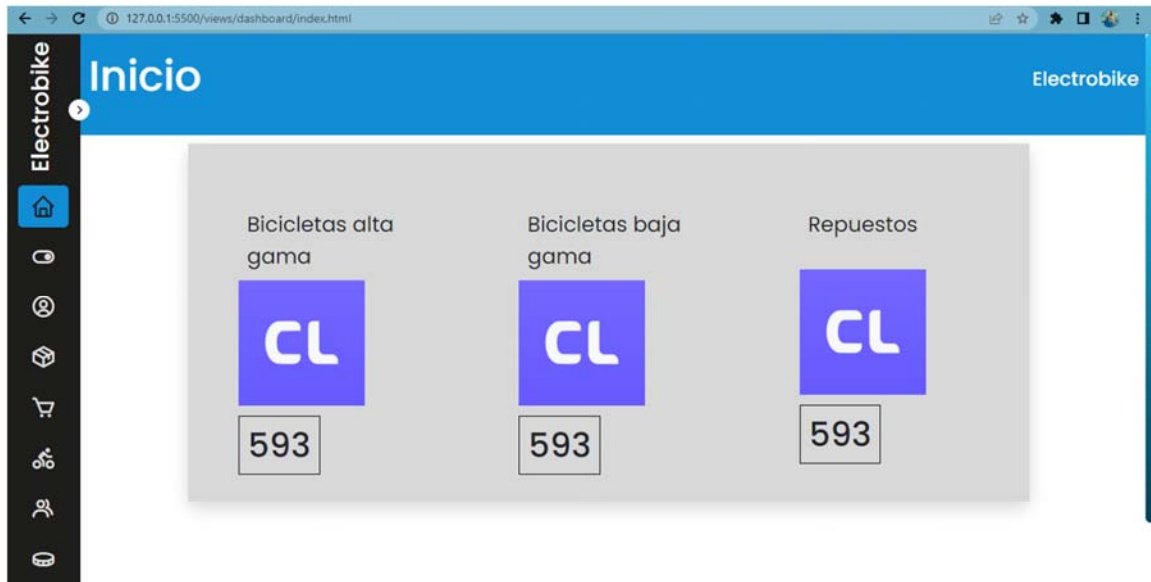 127.0.0.1:5500/views/dashboard/index.html
Electrobike
Inicio
Electrobike
Bicicletas alta
gama
Bicicletas baja
gama
Repuestos
CL
CL
CL
593
593
593